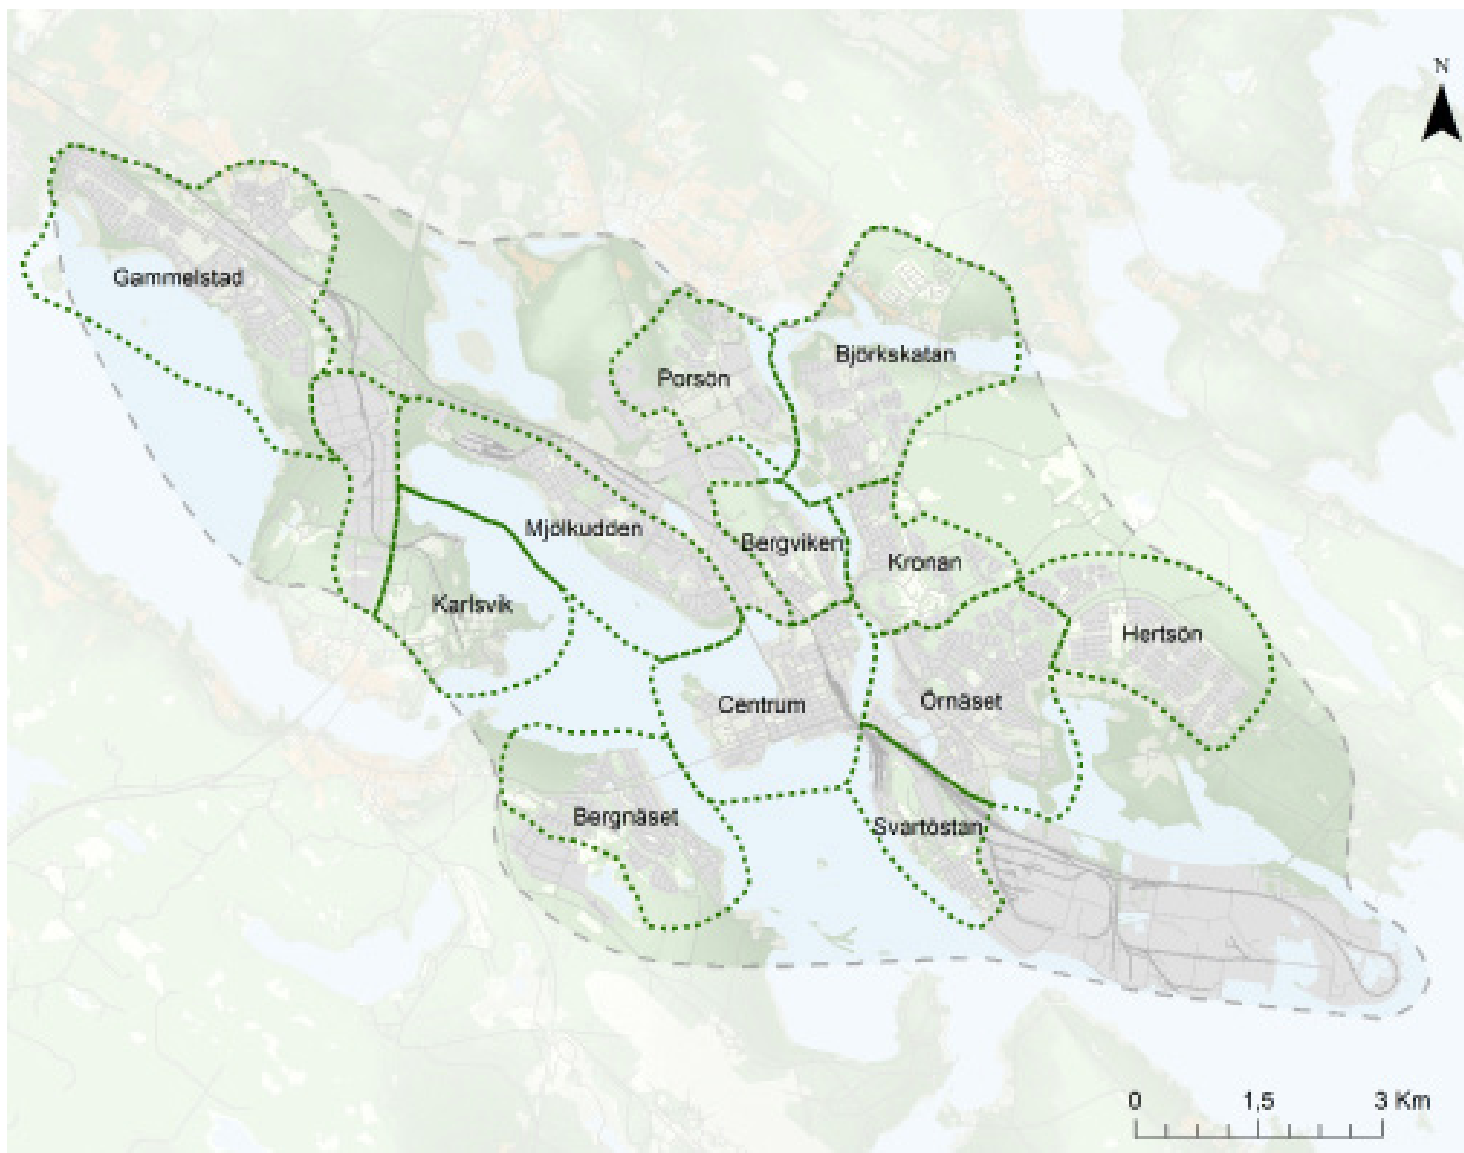 N
Gammelstad
Björkskatan
Porsön
Mjölkudden
Bergviken
Kronan
Karlsvik
Hertsön
Centrum
Örnäset
Bergnäset
Svartöstan
0 1,5 3 Km